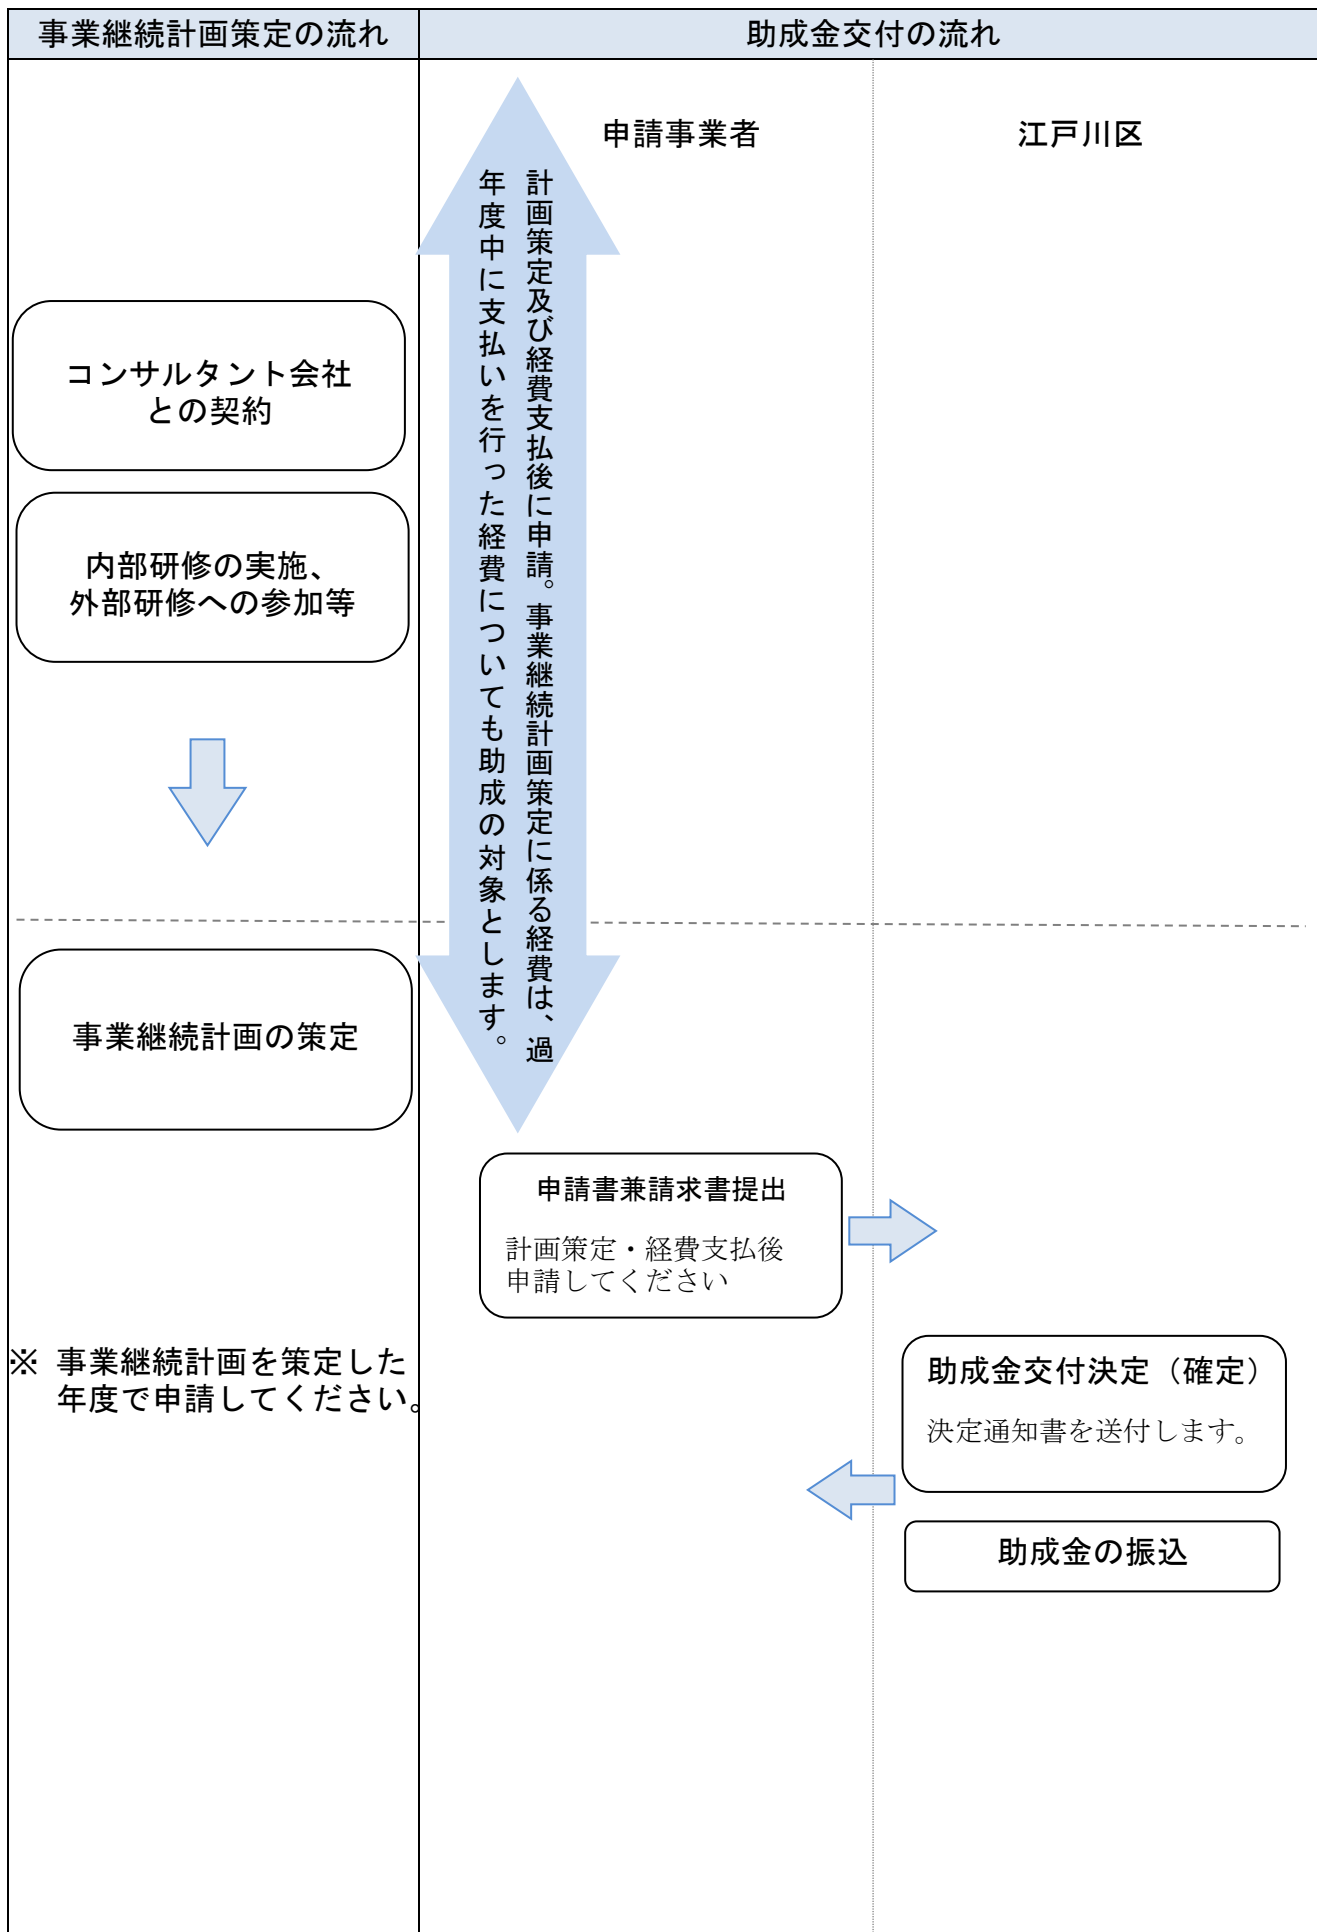 事業継続計画策定の流れ
助成金交付の流れ
申請事業者
江戸川区
計画策定及び経費支払後に申請。事業継続計画策定に係る経費は、過
年度中に支払いを行った経費についても助成の対象とします。
コンサルタント会社
との契約
内部研修の実施、
外部研修への参加等
事業継続計画の策定
申請書兼請求書提出
計画策定・経費支払後
申請してください
※ 事業継続計画を策定した
年度で申請してください。
助成金交付決定（確定）
決定通知書を送付します。
助成金の振込